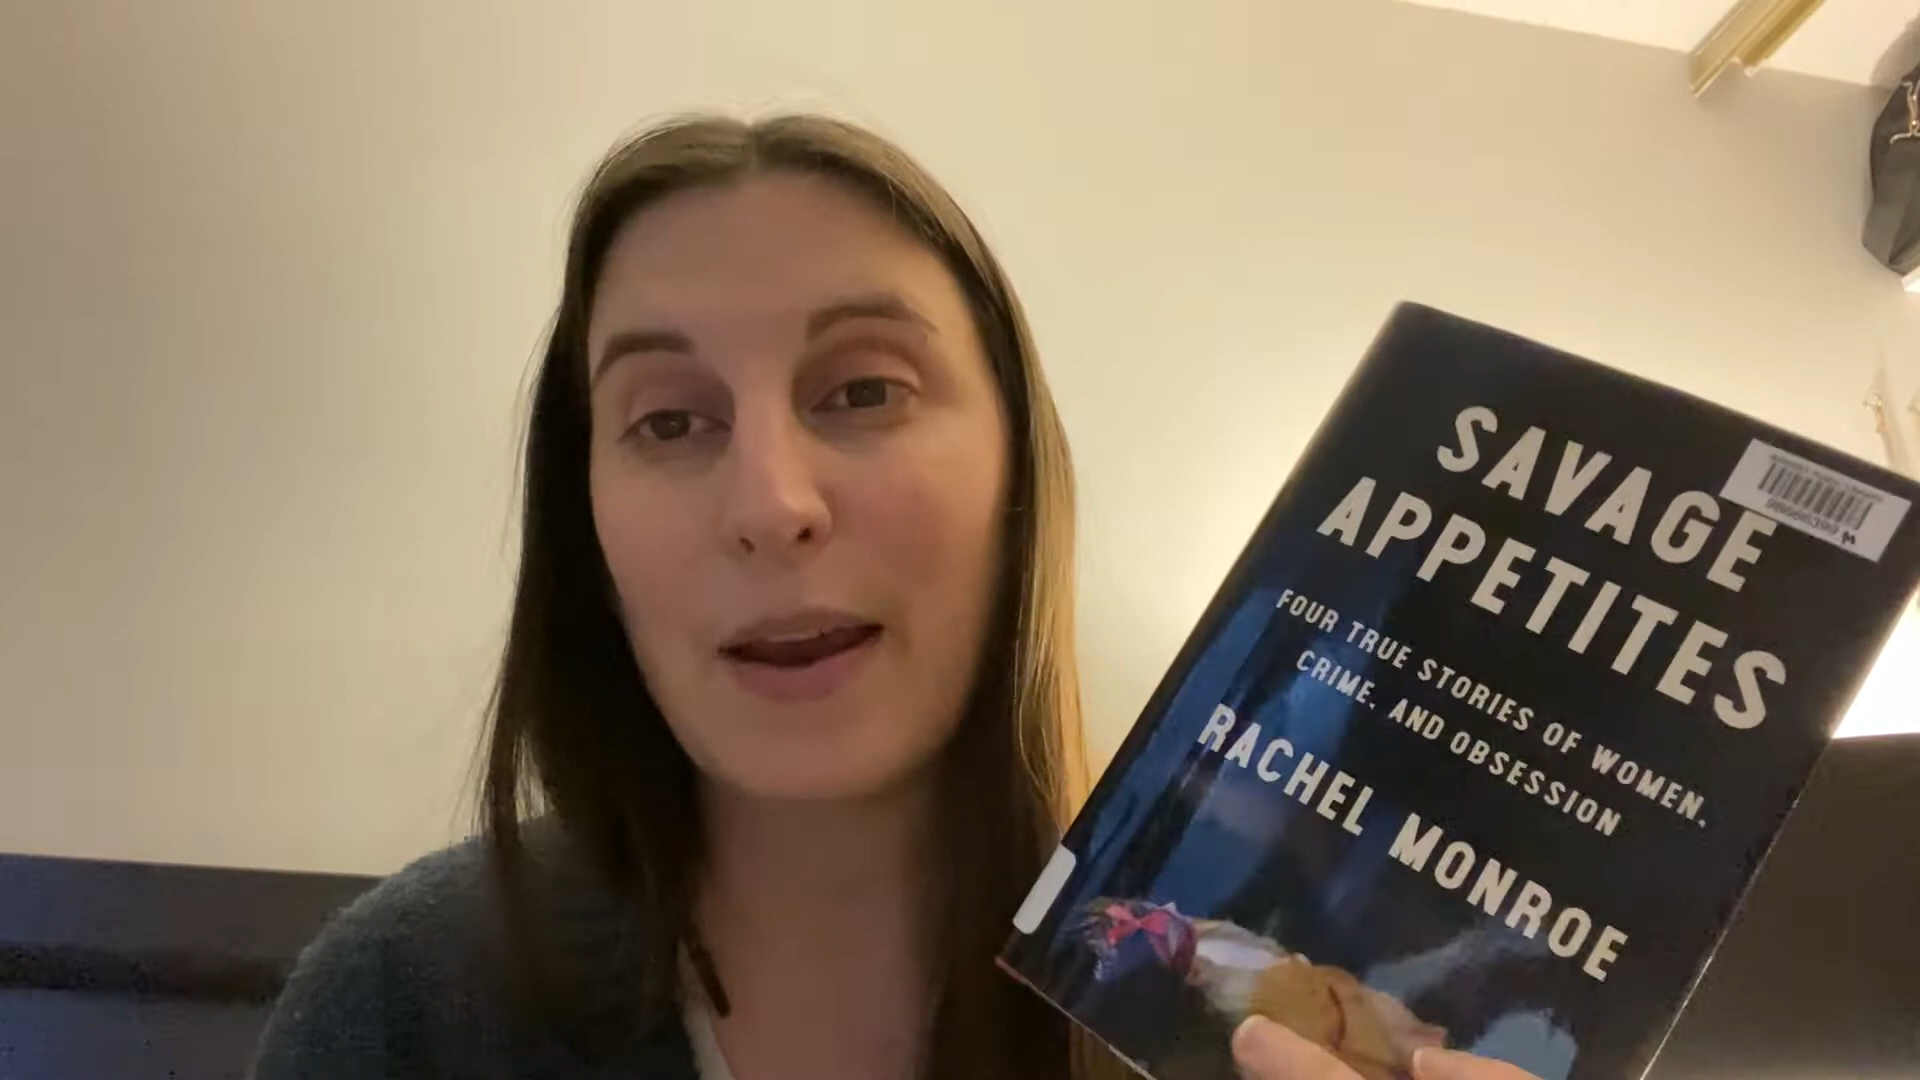 SAVAGE
APPETITES
FOUR TRUE STORIES OF WOMEN,
CRIME, AND OBSESSION
RACHEL MONROE